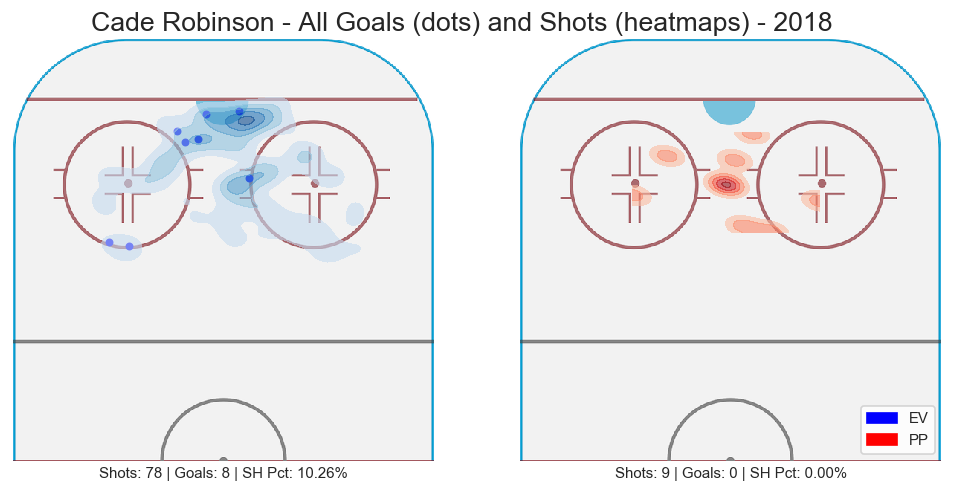 Cade Robinson - All Goals (dots) and Shots (heatmaps) - 2018
EV
PP
Shots: 78 | Goals: 8 | SH Pct: 10.26%
Shots: 9 | Goals: 0 | SH Pct: 0.00%